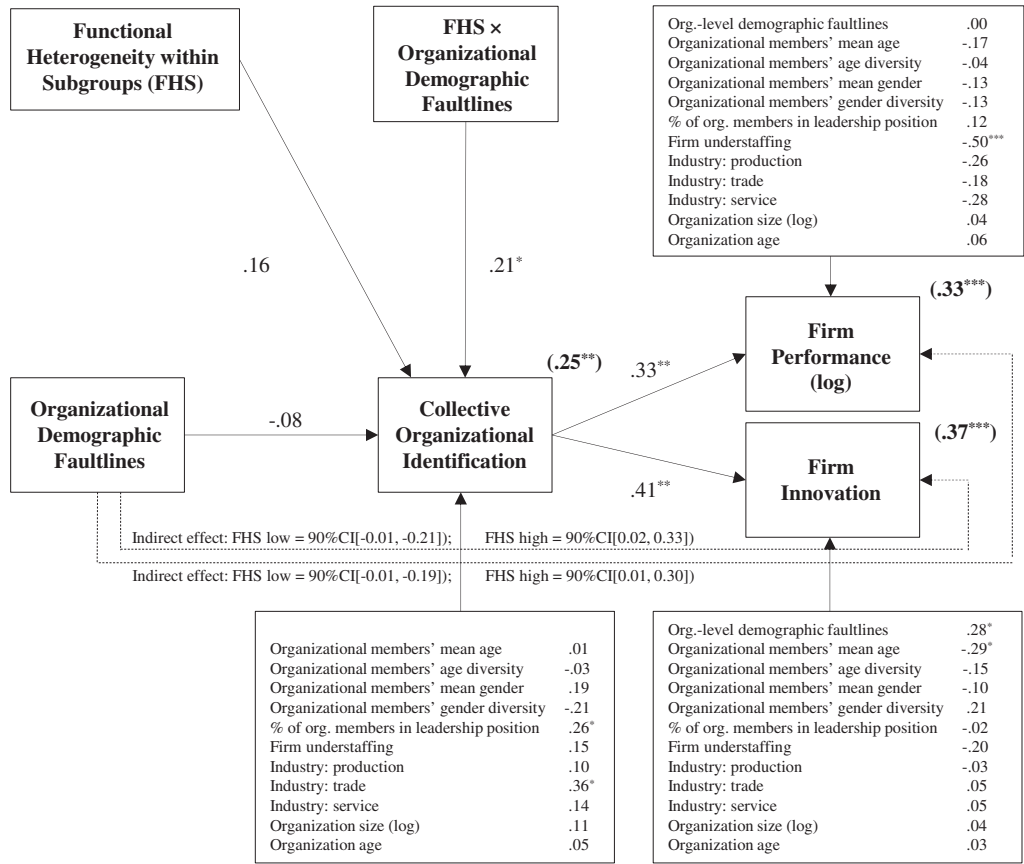 Functional
Heterogeneity within
Subgroups (FHS)
FHS ×
Organizational
Demographic
Faultlines
Org.-level demographic faultlines .00
Organizational members' mean age -.17
Organizational members' age diversity -.04
Organizational members' mean gender -.13
Organizational members' gender diversity -.13
% of org. members in leadership position .12
Firm understaffing -.50***
Industry: production -.26
Industry: trade -.18
Industry: service -.28
Organization size (log) .04
Organization age .06
.16
.21*
(.33***)
Firm
Performance
(log)
(.25**)
.33**
Organizational
Demographic
Faultlines
-.08
Collective
Organizational
Identification
(.37***)
.41**
Firm
Innovation
Indirect effect: FHS low = 90%CI[-0.01, -0.21]); FHS high = 90%CI[0.02, 0.33])
Indirect effect: FHS low = 90%CI[-0.01, -0.19]); FHS high = 90%CI[0.01, 0.30])
Organizational members' mean age .01
Organizational members' age diversity -.03
Organizational members' mean gender .19
Organizational members' gender diversity -.21
% of org. members in leadership position .26*
Firm understaffing .15
Industry: production .10
Industry: trade .36*
Industry: service .14
Organization size (log) .11
Organization age .05
Org.-level demographic faultlines .28*
Organizational members' mean age -.29*
Organizational members' age diversity -.15
Organizational members' mean gender -.10
Organizational members' gender diversity .21
% of org. members in leadership position -.02
Firm understaffing -.20
Industry: production -.03
Industry: trade .05
Industry: service .05
Organization size (log) .04
Organization age .03